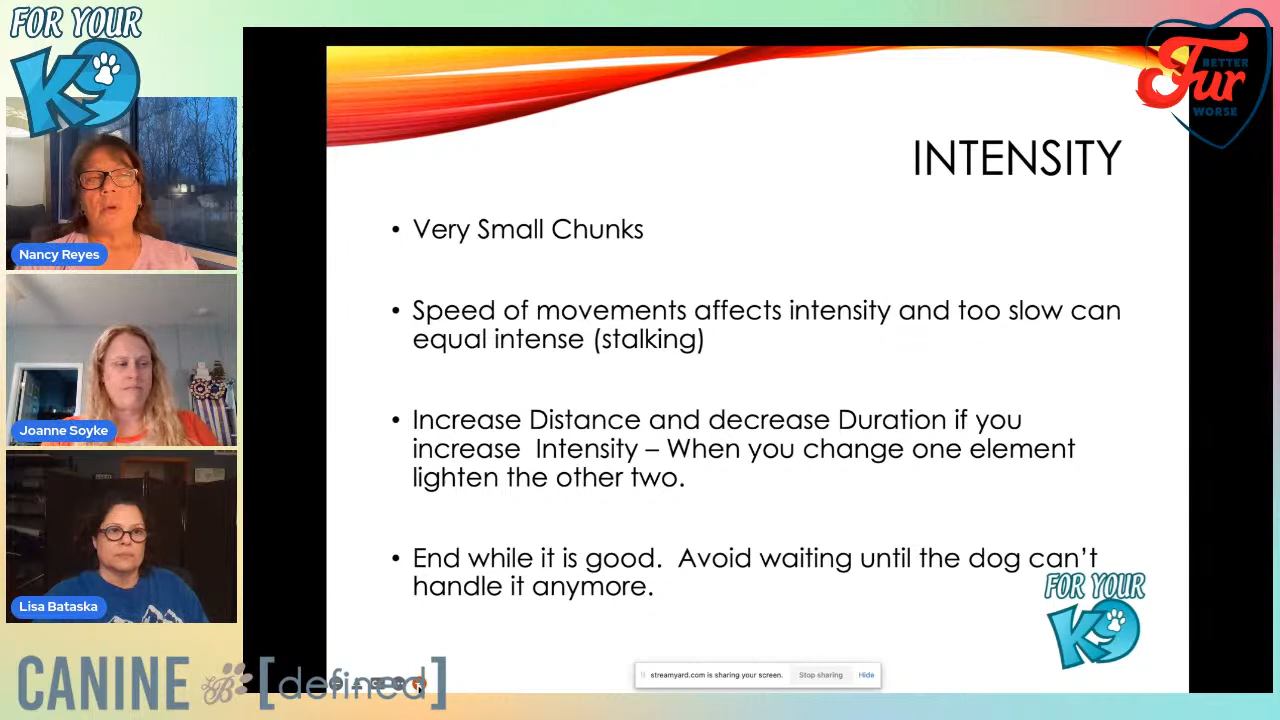 FOR YOUR
K9
Nancy Reyes
Joanne Soyke
Lisa Bataska
CANINE
[defined]
BETTER
Fur
WORSE
INTENSITY
• Very Small Chunks
• Speed of movements affects intensity and too slow can
equal intense (stalking)
• Increase Distance and decrease Duration if you
increase Intensity – When you change one element
lighten the other two.
• End while it is good. Avoid waiting until the dog can't
handle it anymore.
FOR YOUR
K9
streamyard.com is sharing your screen.
Stop sharing
Hide